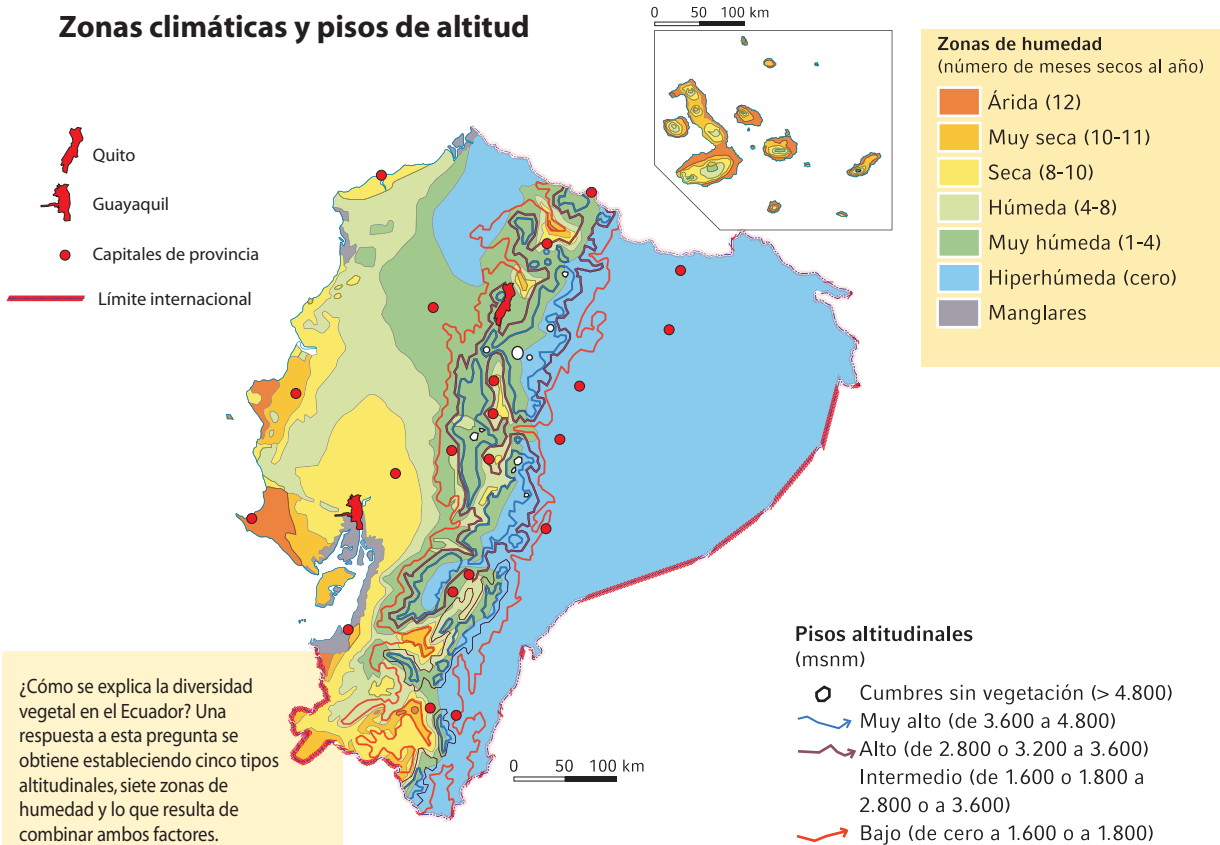 Zonas climáticas y pisos de altitud
Quito
Guayaquil
Capitales de provincia
Límite internacional
0 50 100 km
Zonas de humedad
(número de meses secos al año)
Árida (12)
Muy seca (10-11)
Seca (8-10)
Húmeda (4-8)
Muy húmeda (1-4)
Hiperhúmeda (cero)
Manglares
¿Cómo se explica la diversidad
vegetal en el Ecuador? Una
respuesta a esta pregunta se
obtiene estableciendo cinco tipos
altitudinales, siete zonas de
humedad y lo que resulta de
combinar ambos factores.
0 50 100 km
Pisos altitudinales
(msnm)
Cumbres sin vegetación (> 4.800)
Muy alto (de 3.600 a 4.800)
Alto (de 2.800 o 3.200 a 3.600)
Intermedio (de 1.600 o 1.800 a
2.800 o a 3.600)
Bajo (de cero a 1.600 o a 1.800)